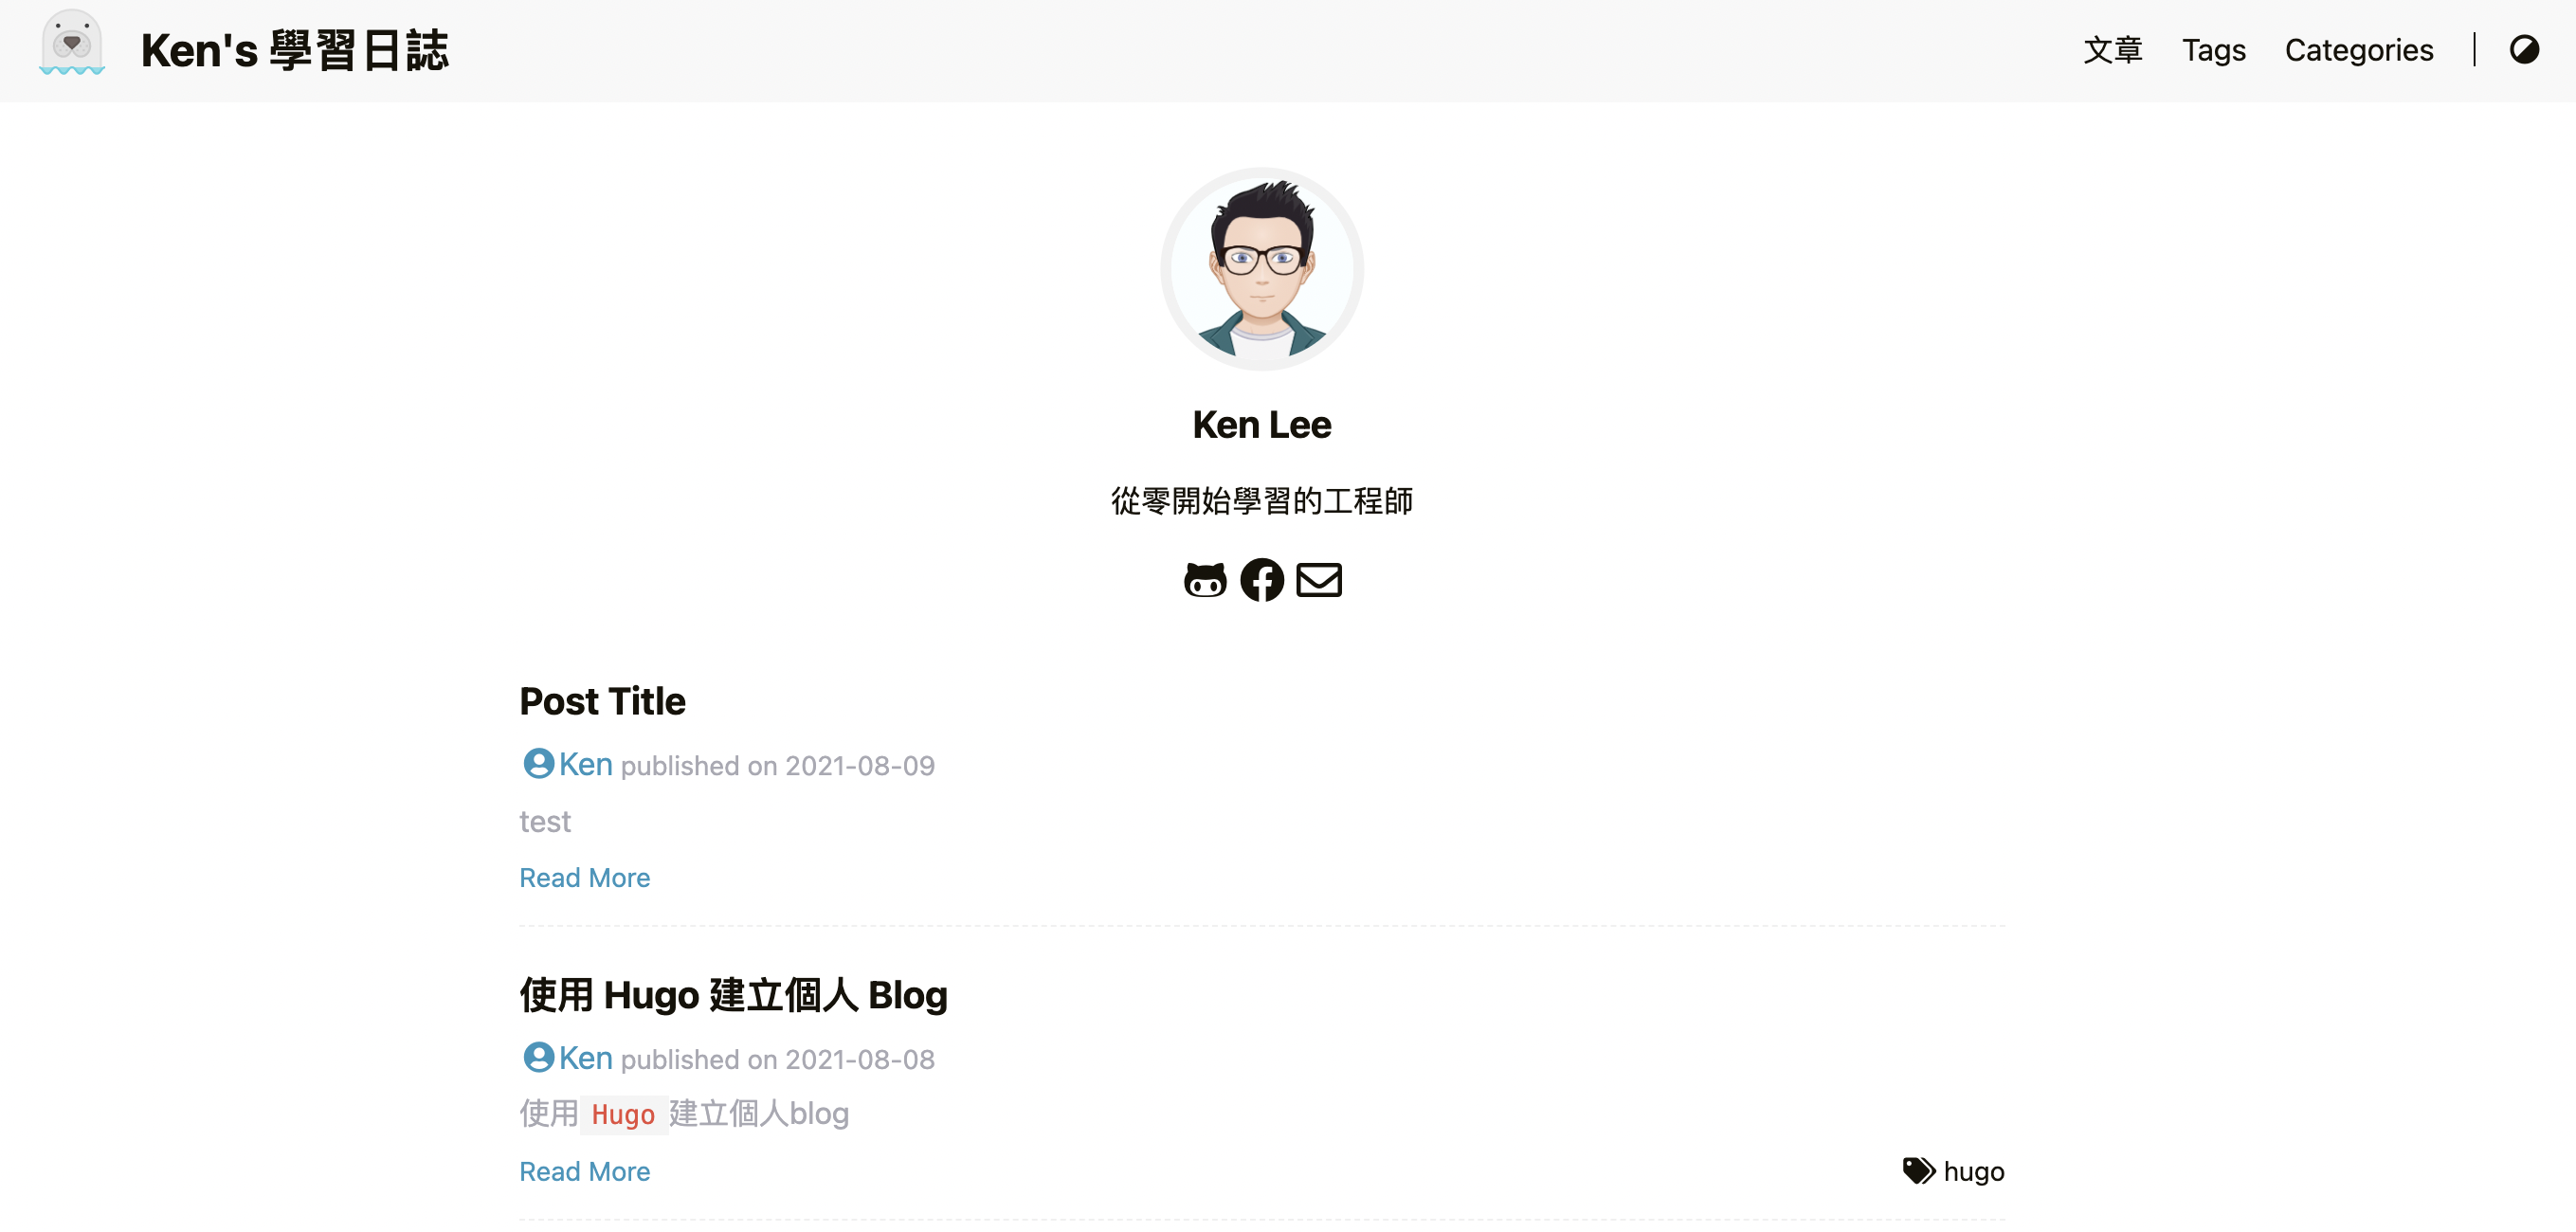 Ken's 學習日誌
文章 Tags Categories
Ken Lee
從零開始學習的工程師
Post Title
Ken published on 2021-08-09
test
Read More
使用 Hugo 建立個人 Blog
Ken published on 2021-08-08
使用 Hugo 建立個人blog
Read More
hugo